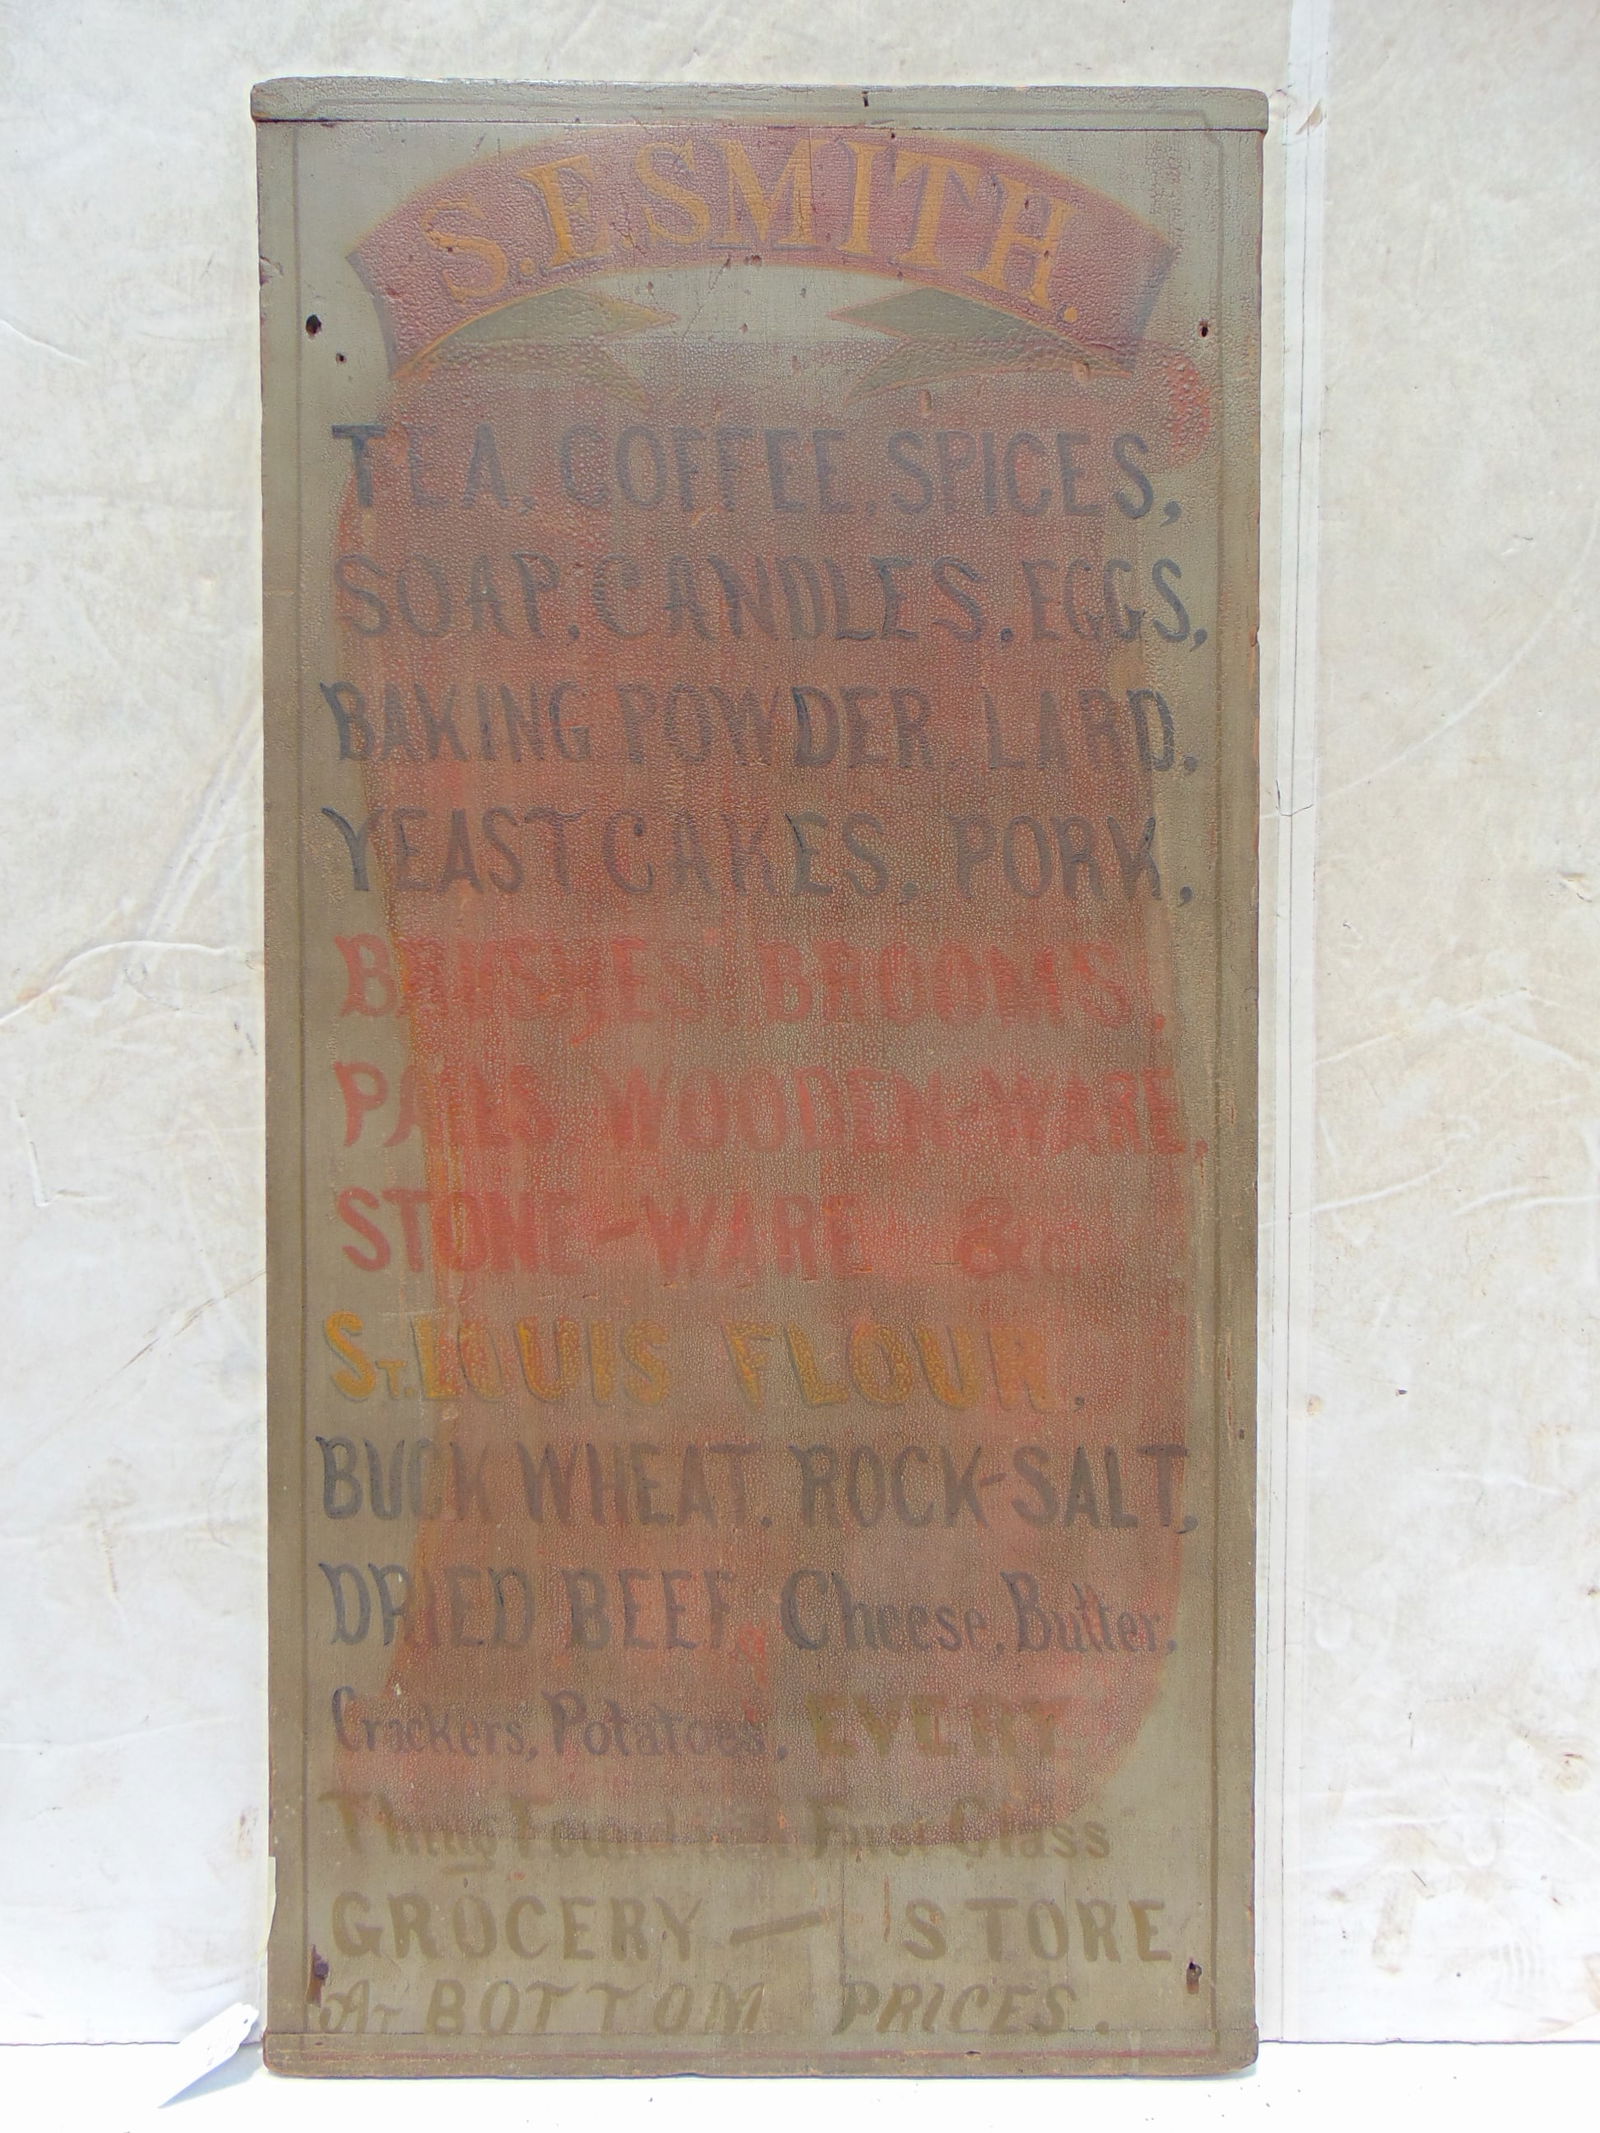 S.E. SMITH.
TEA, COFFEE, SPICES,
SOAP, CANDLES, EGGS,
BAKING POWDER, LARD,
YEAST CAKES, PORK,
BRUSHES, BROOMS,
PAILS, WOODEN-WARE,
STONE-WARE &c
ST. LOUIS FLOUR,
BUCK WHEAT, ROCK-SALT,
DRIED BEEF, Cheese, Butter,
Crackers, Potatoes, EVERY
Thing Found in a First Class
GROCERY — STORE
AT BOTTOM PRICES.